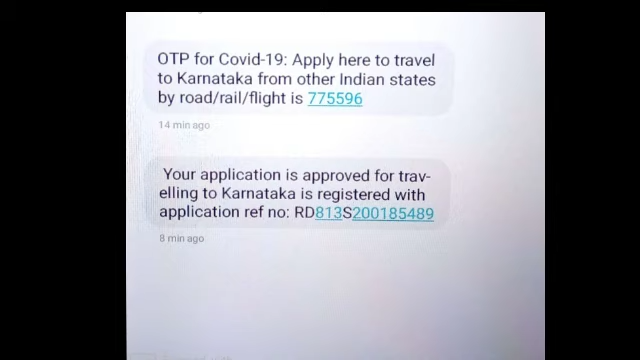 OTP for Covid-19: Apply here to travel
to Karnataka from other Indian states
by road/rail/flight is 775596
14 min ago
Your application is approved for trav-
elling to Karnataka is registered with
application ref no: RD813S200185489
8 min ago